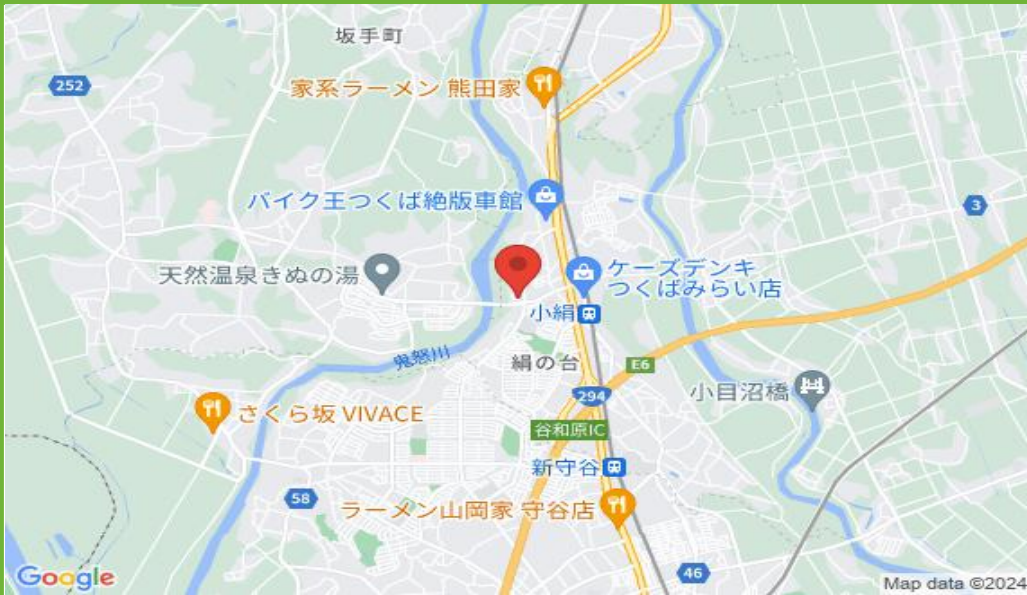 坂手町
252
家系ラーメン 熊田家
バイク王つくば絶版車館
3
天然温泉きぬの湯
ケーズデンキ
つくばみらい店
小絹
鬼怒川
絹の台
E6
294
小目沼橋
さくら坂 VIVACE
谷和原IC
新守谷
58
ラーメン山岡家 守谷店
46
Google
Map data ©2024